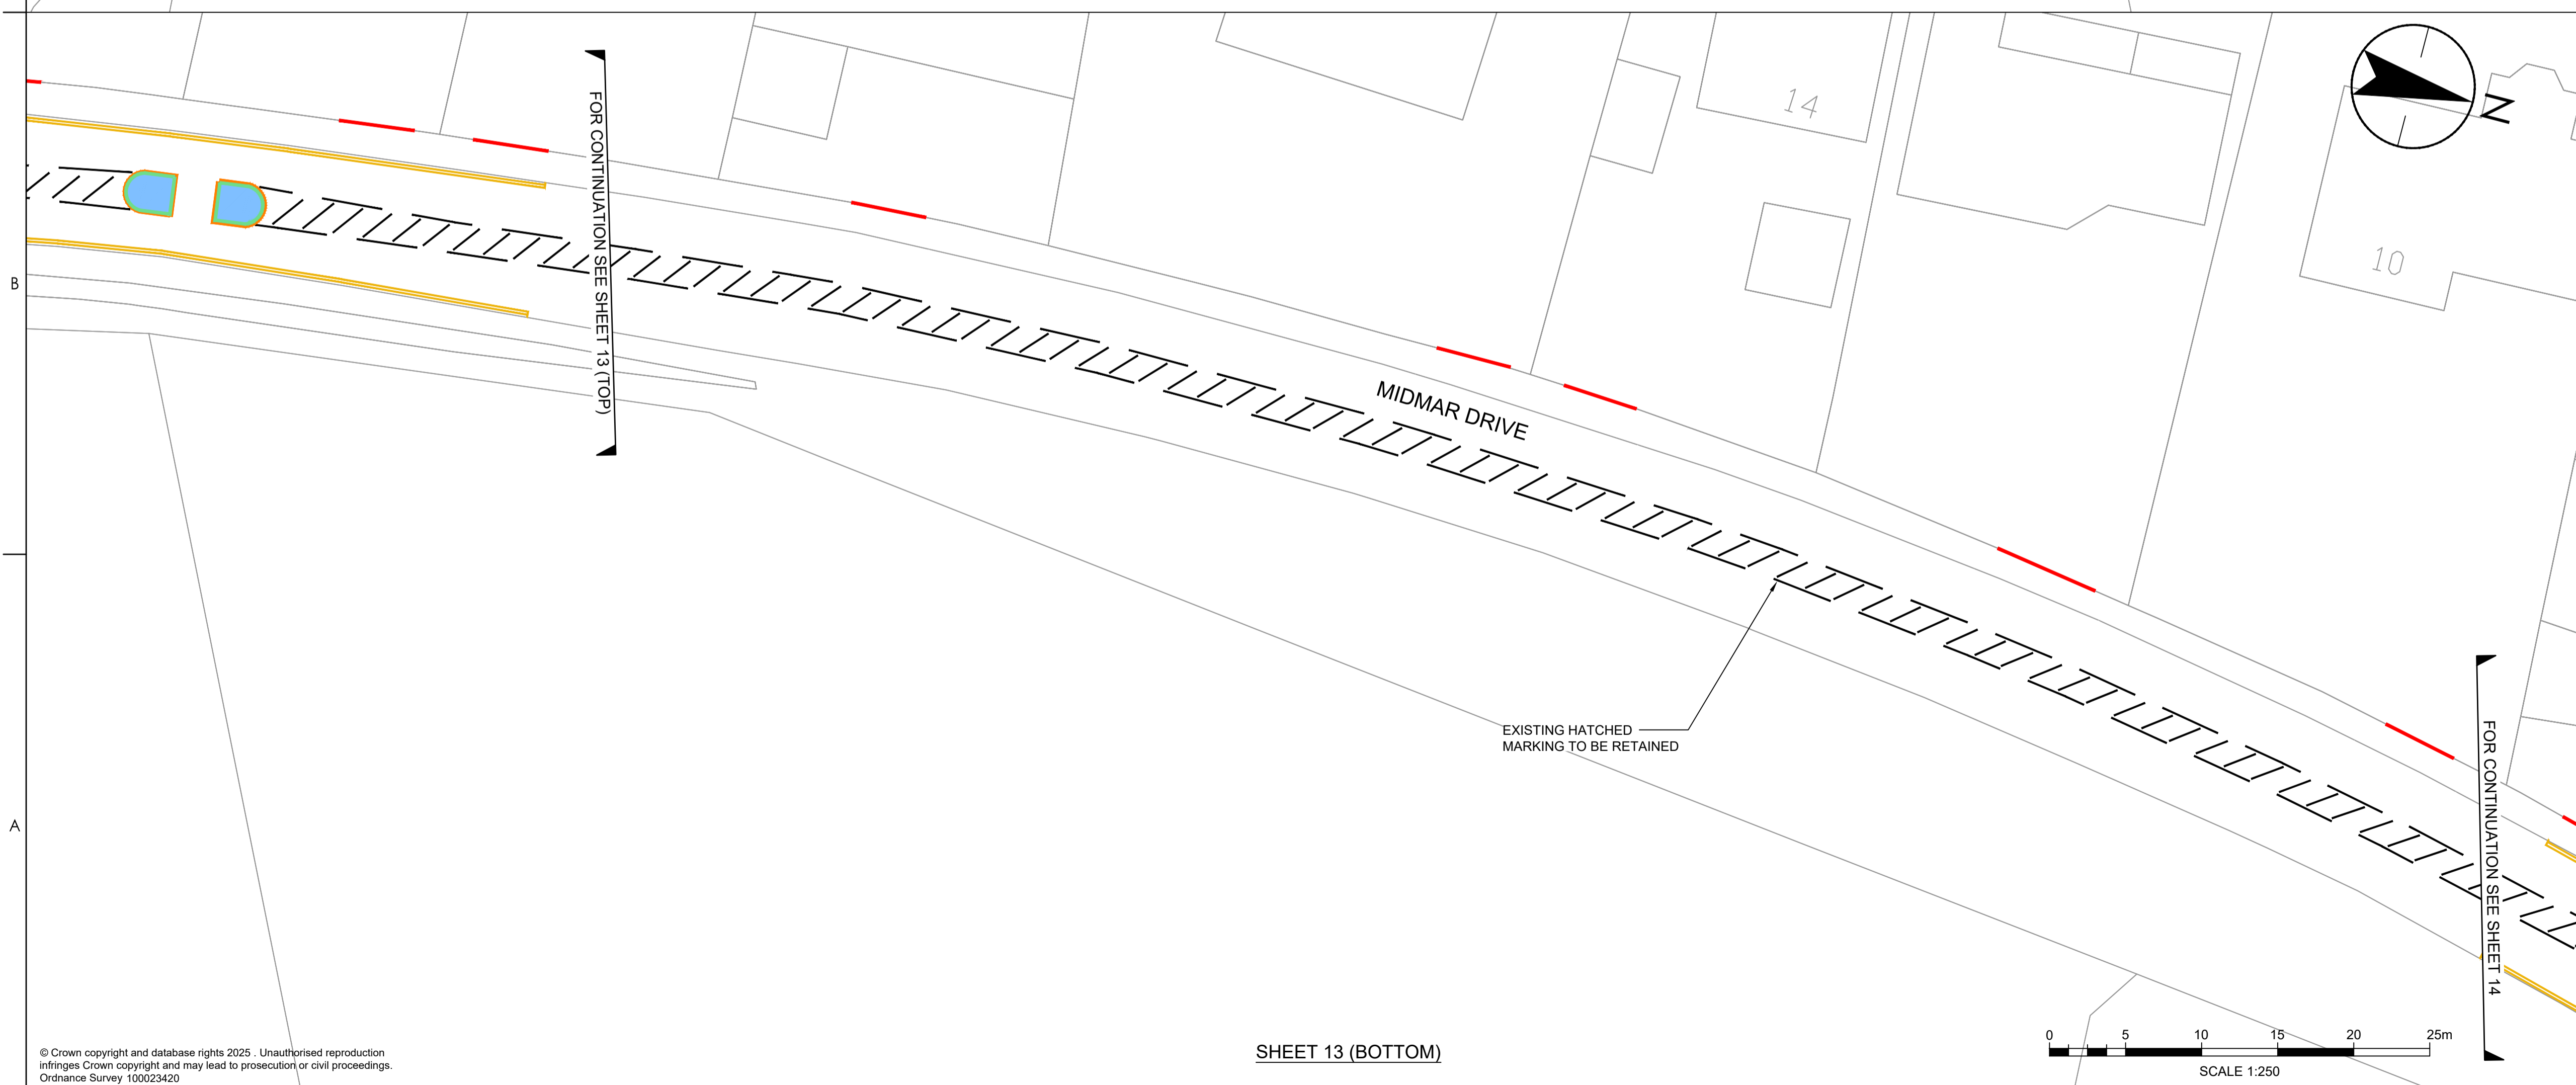 FOR CONTINUATION SEE SHEET 13 (TOP)
14
N
10
B
MIDMAR DRIVE
EXISTING HATCHED
MARKING TO BE RETAINED
A
FOR CONTINUATION SEE SHEET 14
SHEET 13 (BOTTOM)
0 5 10 15 20 25m
SCALE 1:250
© Crown copyright and database rights 2025 . Unauthorised reproduction
infringes Crown copyright and may lead to prosecution or civil proceedings.
Ordnance Survey 100023420